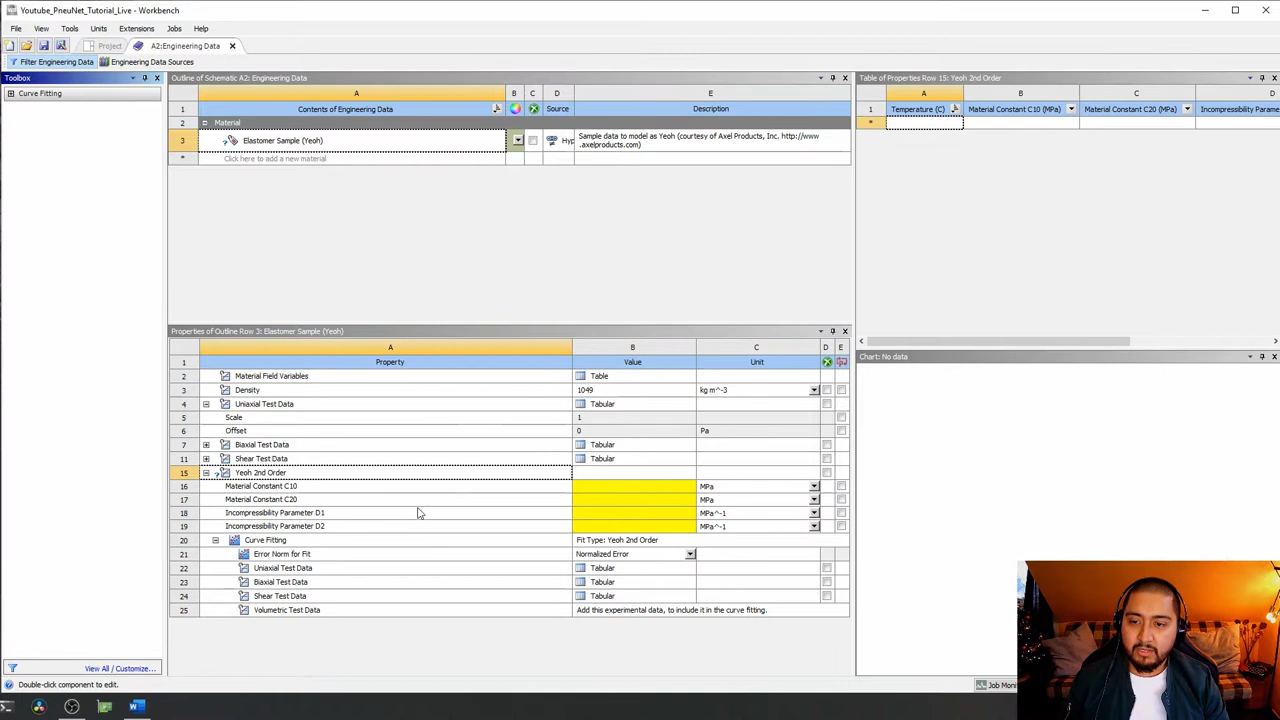 Youtube_PneuNet_Tutorial_Live - Workbench
File View Tools Units Extensions Jobs Help
Project A2:Engineering Data
Filter Engineering Data Engineering Data Sources
Toolbox
Curve Fitting
View All / Customize...
Outline of Schematic A2: Engineering Data
A B C D E
1 Contents of Engineering Data Source Description
2 Material
3 Elastomer Sample (Yeoh) Hyp Sample data to model as Yeoh (courtesy of Axel Products, Inc. http://www
.axelproducts.com)
* Click here to add a new material
Properties of Outline Row 3: Elastomer Sample (Yeoh)
A B C D E
1 Property Value Unit
2 Material Field Variables Table
3 Density 1049 kg m^-3
4 Uniaxial Test Data Tabular
5 Scale 1
6 Offset 0 Pa
7 Biaxial Test Data Tabular
11 Shear Test Data Tabular
15 Yeoh 2nd Order
16 Material Constant C10 MPa
17 Material Constant C20 MPa
18 Incompressibility Parameter D1 MPa^-1
19 Incompressibility Parameter D2 MPa^-1
20 Curve Fitting Fit Type: Yeoh 2nd Order
21 Error Norm for Fit Normalized Error
22 Uniaxial Test Data Tabular
23 Biaxial Test Data Tabular
24 Shear Test Data Tabular
25 Volumetric Test Data Add this experimental data, to include it in the curve fitting.
Table of Properties Row 15: Yeoh 2nd Order
A B C D
1 Temperature (C) Material Constant C10 (MPa) Material Constant C20 (MPa) Incompressibility Parame
*
Chart: No data
Double-click component to edit.
Job Moni